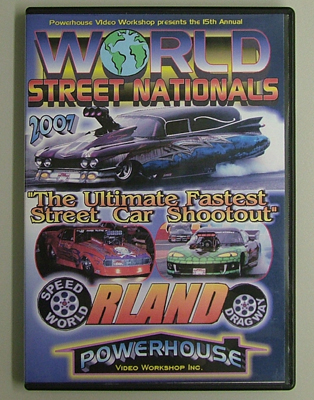 Powerhouse Video Workshop presents the 15th Annual
WORLD
STREET NATIONALS
2007
"The Ultimate Fastest
Street Car Shootout"
SPEED
WORLD
ORLANDO
DRAGWAY
POWERHOUSE
VIDEO WORKSHOP INC.